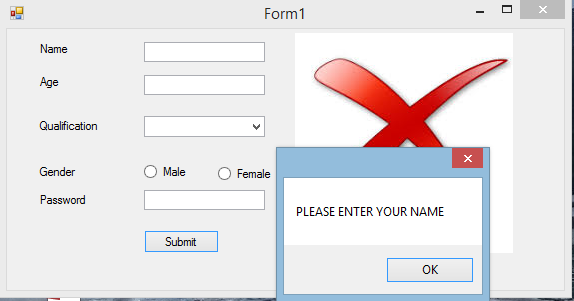 Form1
Name
Age
Qualification
Gender Male Female
Password
Submit
PLEASE ENTER YOUR NAME
OK